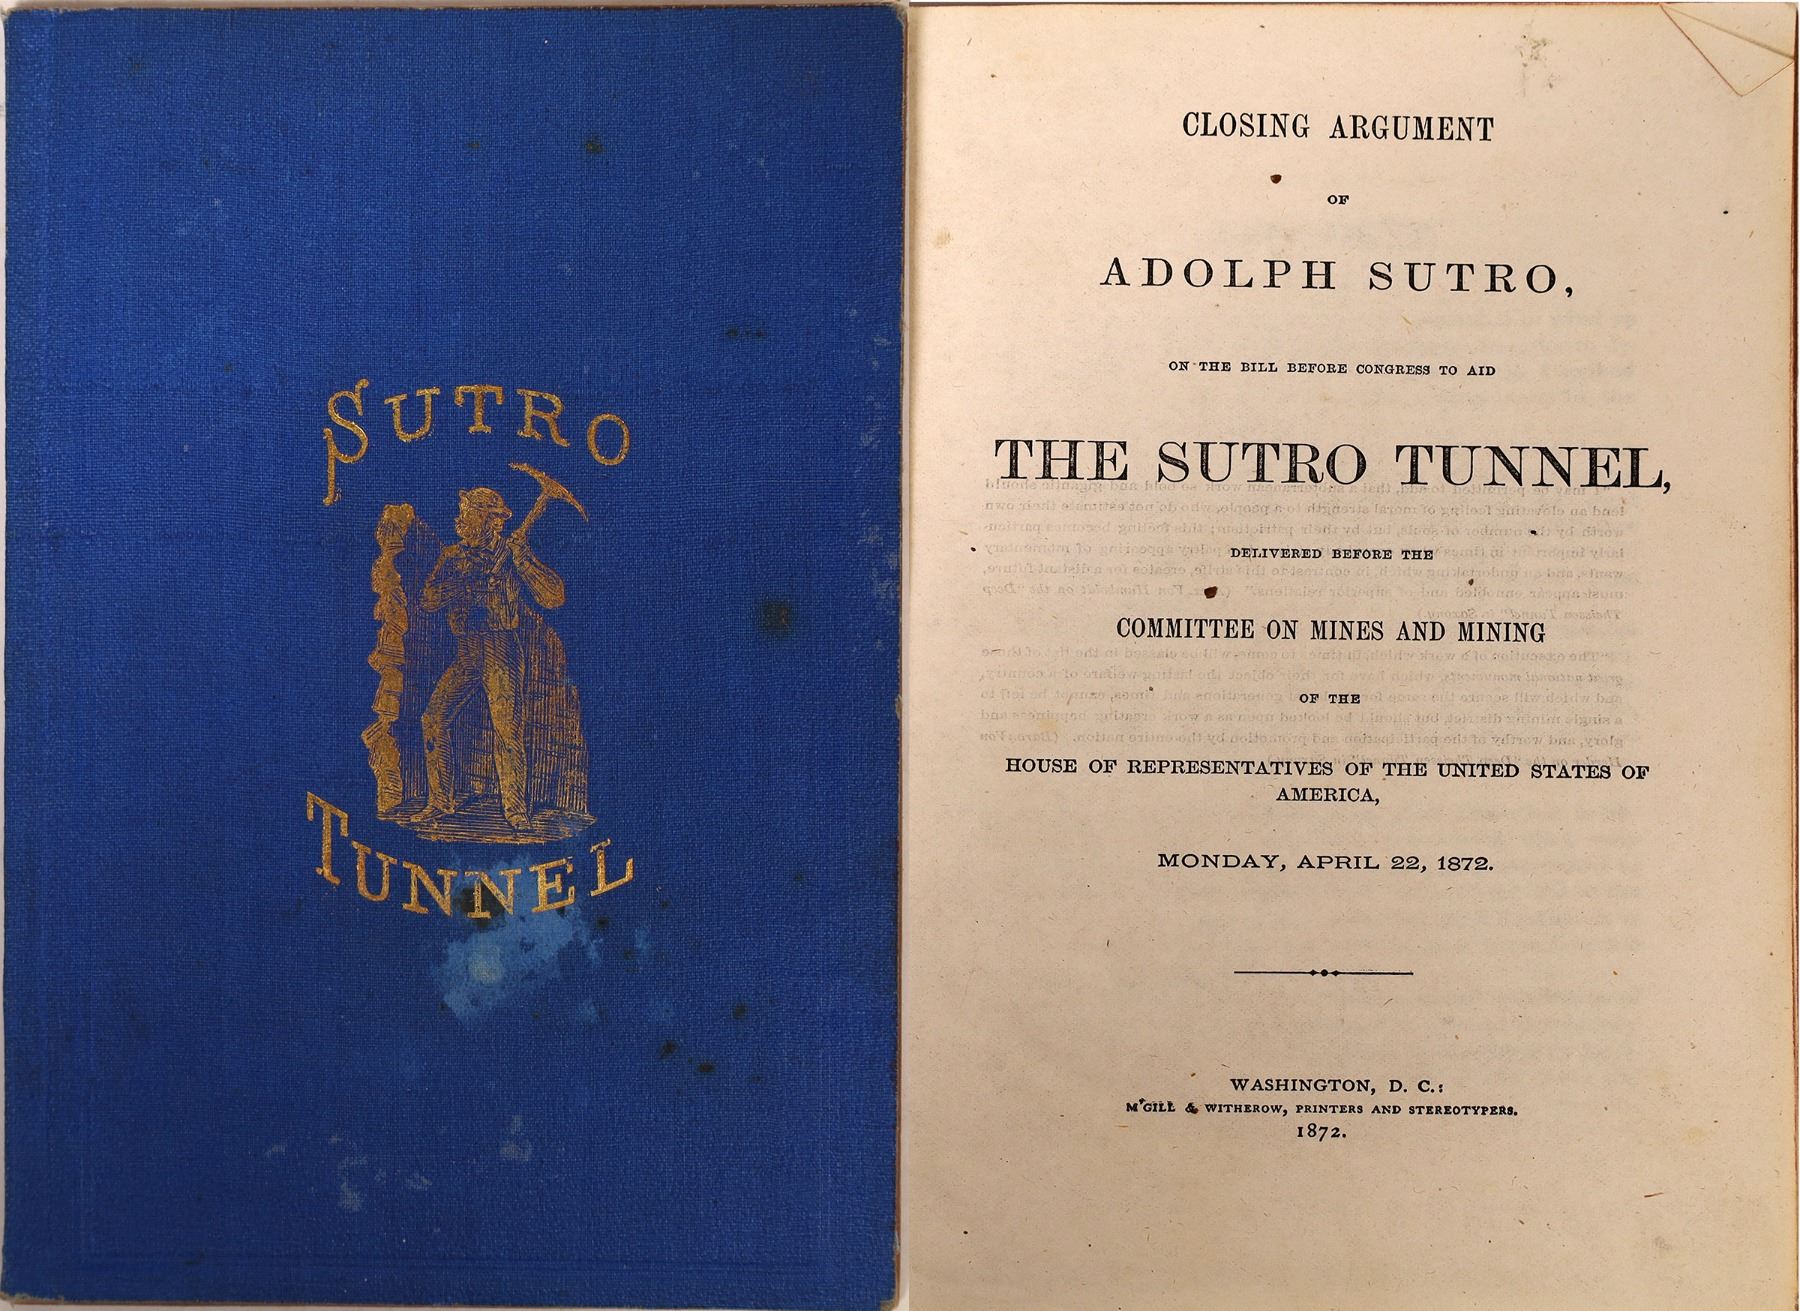 SUTRO
TUNNEL
CLOSING ARGUMENT
OF
ADOLPH SUTRO,
ON THE BILL BEFORE CONGRESS TO AID
THE SUTRO TUNNEL,
DELIVERED BEFORE THE
COMMITTEE ON MINES AND MINING
OF THE
HOUSE OF REPRESENTATIVES OF THE UNITED STATES OF
AMERICA,
MONDAY, APRIL 22, 1872.
WASHINGTON, D. C.:
M'GILL & WITHEROW, PRINTERS AND STEREOTYPERS.
1872.